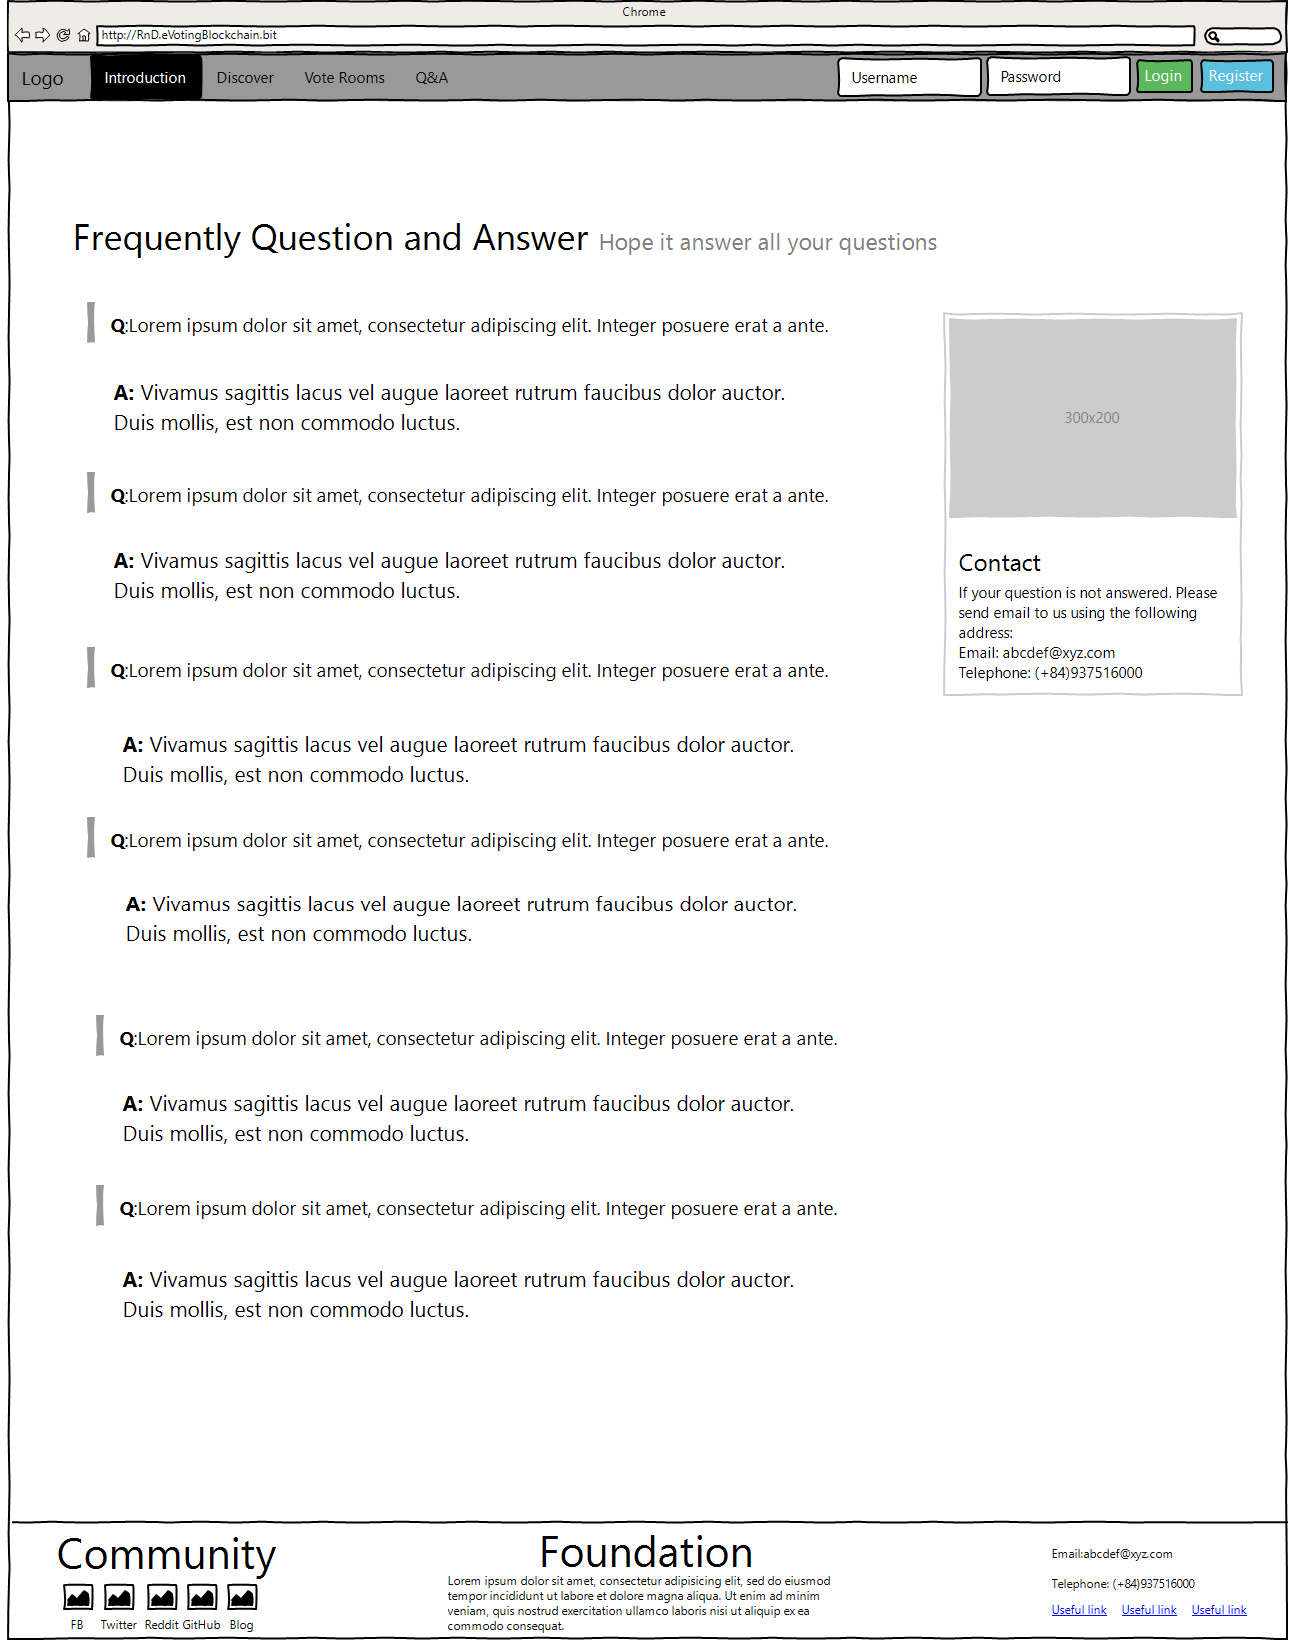 Chrome
http://RnD.eVotingBlockchain.bit
Logo Introduction Discover Vote Rooms Q&A Username Password Login Register
Frequently Question and Answer Hope it answer all your questions
Q:Lorem ipsum dolor sit amet, consectetur adipiscing elit. Integer posuere erat a ante.
A: Vivamus sagittis lacus vel augue laoreet rutrum faucibus dolor auctor.
Duis mollis, est non commodo luctus.
Q:Lorem ipsum dolor sit amet, consectetur adipiscing elit. Integer posuere erat a ante.
A: Vivamus sagittis lacus vel augue laoreet rutrum faucibus dolor auctor.
Duis mollis, est non commodo luctus.
Q:Lorem ipsum dolor sit amet, consectetur adipiscing elit. Integer posuere erat a ante.
A: Vivamus sagittis lacus vel augue laoreet rutrum faucibus dolor auctor.
Duis mollis, est non commodo luctus.
Q:Lorem ipsum dolor sit amet, consectetur adipiscing elit. Integer posuere erat a ante.
A: Vivamus sagittis lacus vel augue laoreet rutrum faucibus dolor auctor.
Duis mollis, est non commodo luctus.
Q:Lorem ipsum dolor sit amet, consectetur adipiscing elit. Integer posuere erat a ante.
A: Vivamus sagittis lacus vel augue laoreet rutrum faucibus dolor auctor.
Duis mollis, est non commodo luctus.
Q:Lorem ipsum dolor sit amet, consectetur adipiscing elit. Integer posuere erat a ante.
A: Vivamus sagittis lacus vel augue laoreet rutrum faucibus dolor auctor.
Duis mollis, est non commodo luctus.
300x200
Contact
If your question is not answered. Please
send email to us using the following
address:
Email: abcdef@xyz.com
Telephone: (+84)937516000
Community
FB Twitter Reddit GitHub Blog
Foundation
Lorem ipsum dolor sit amet, consectetur adipisicing elit, sed do eiusmod
tempor incididunt ut labore et dolore magna aliqua. Ut enim ad minim
veniam, quis nostrud exercitation ullamco laboris nisi ut aliquip ex ea
commodo consequat.
Email:abcdef@xyz.com
Telephone: (+84)937516000
Useful link Useful link Useful link